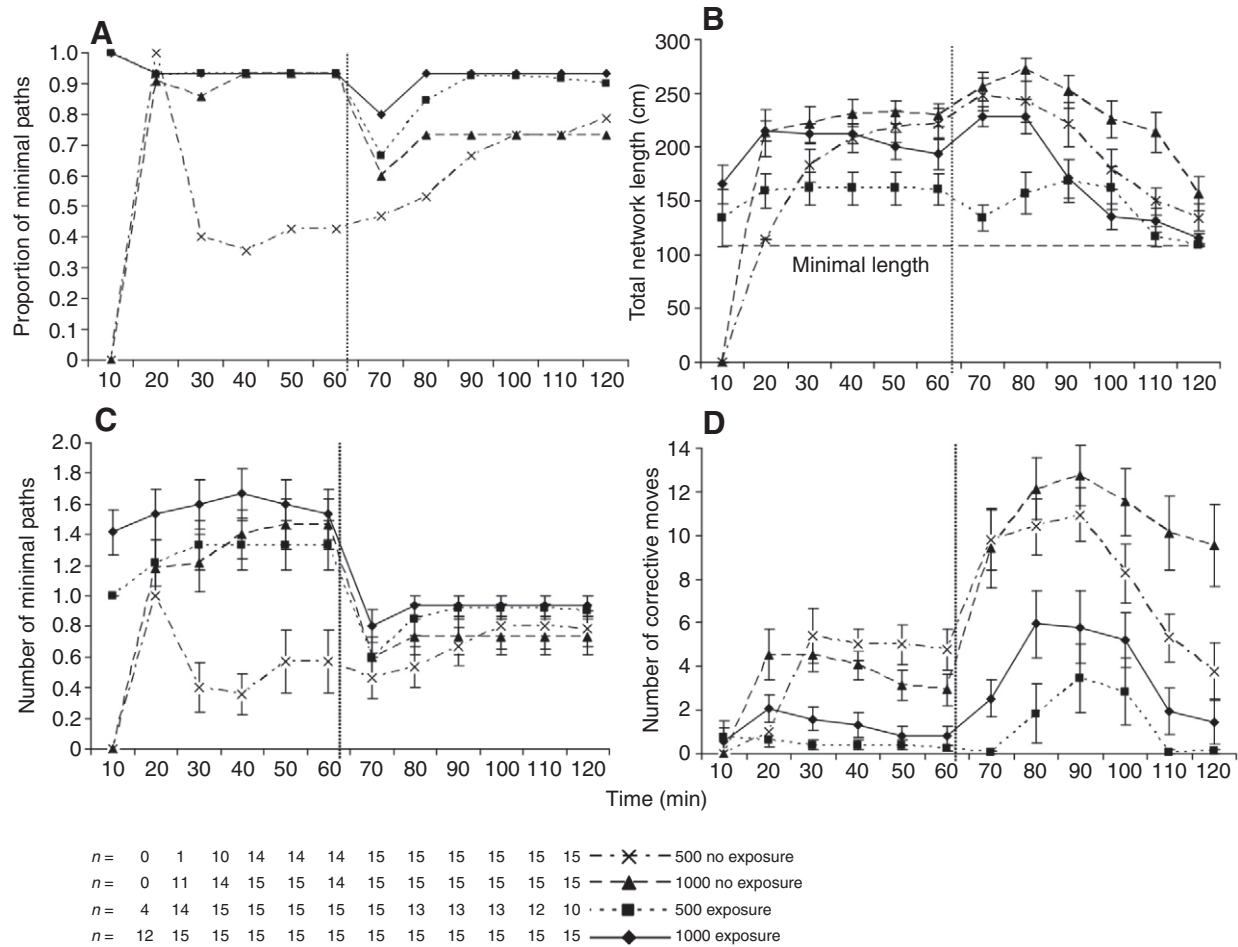 A
Proportion of minimal paths
1.0
0.9
0.8
0.7
0.6
0.5
0.4
0.3
0.2
0.1
0
10 20 30 40 50 60 70 80 90 100 110 120
B
Total network length (cm)
300
250
200
150
100
50
0
Minimal length
10 20 30 40 50 60 70 80 90 100 110 120
C
Number of minimal paths
2.0
1.8
1.6
1.4
1.2
1.0
0.8
0.6
0.4
0.2
0
10 20 30 40 50 60 70 80 90 100 110 120
D
Number of corrective moves
14
12
10
8
6
4
2
0
10 20 30 40 50 60 70 80 90 100 110 120
Time (min)
n = 0 1 10 14 14 14 15 15 15 15 15 15 500 no exposure
n = 0 11 14 15 15 14 15 15 15 15 15 15 1000 no exposure
n = 4 14 15 15 15 15 15 13 13 13 12 10 500 exposure
n = 12 15 15 15 15 15 15 15 15 15 15 15 1000 exposure